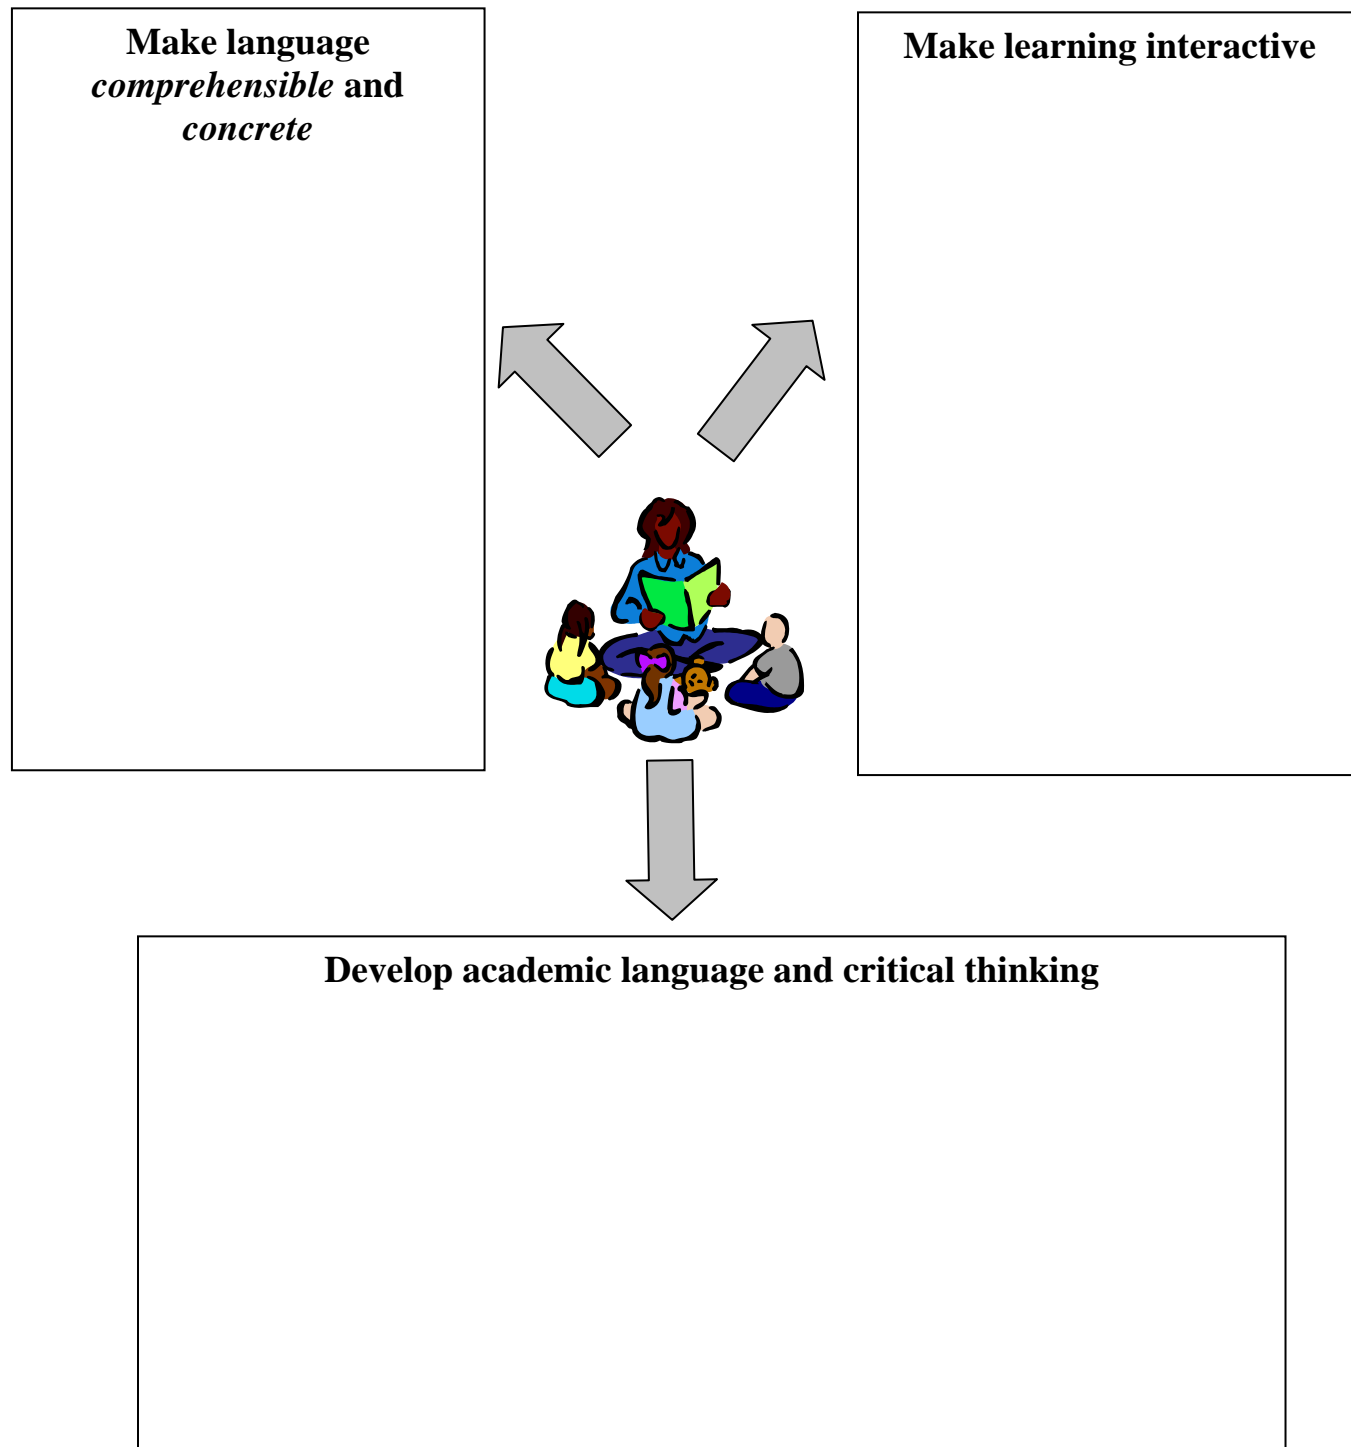 Make language
comprehensible and
concrete
Make learning interactive
Develop academic language and critical thinking